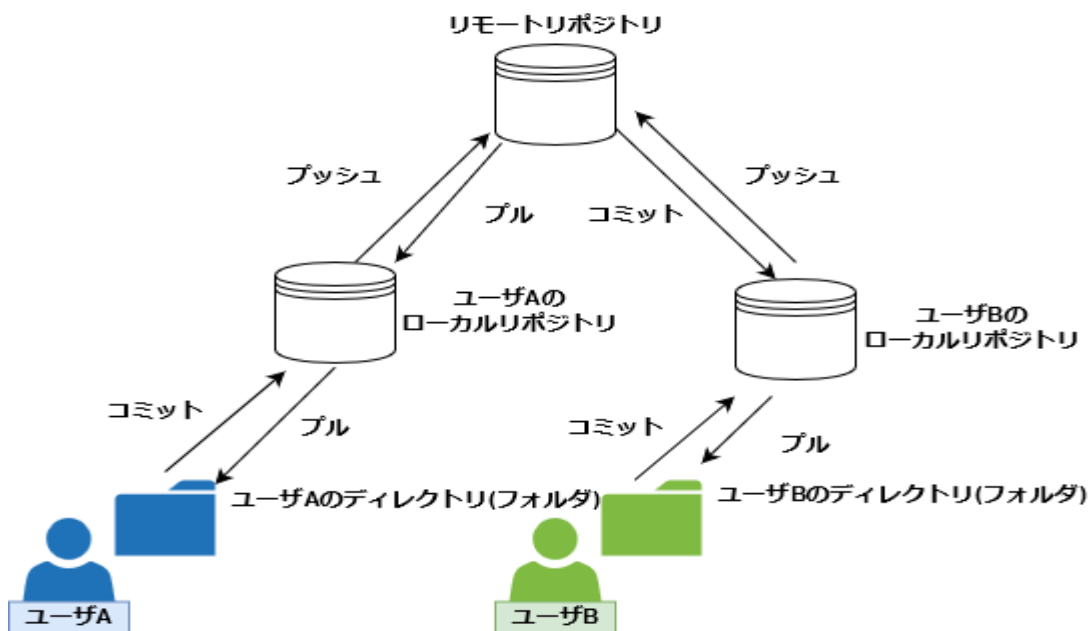 リモートリポジトリ
プッシュ
プル
コミット
プッシュ
ユーザAの
ローカルリポジトリ
ユーザBの
ローカルリポジトリ
コミット
プル
コミット
プル
ユーザAのディレクトリ(フォルダ)
ユーザBのディレクトリ(フォルダ)
ユーザA
ユーザB